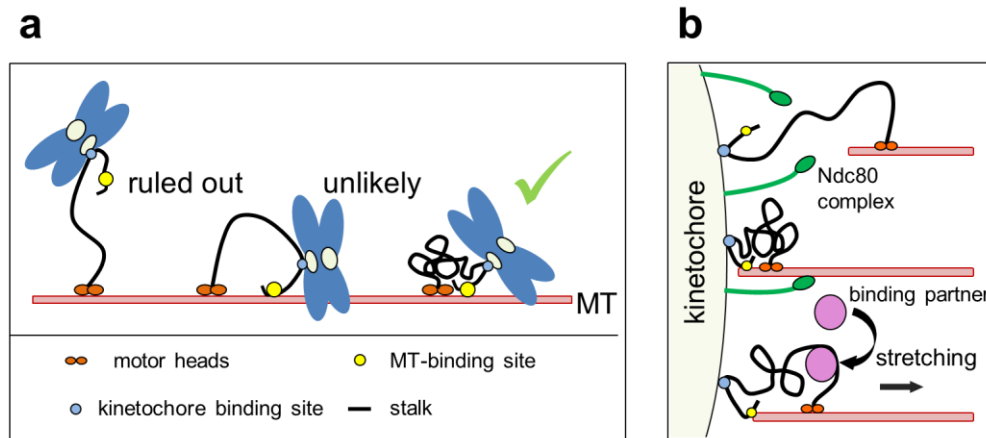 a
b
ruled out
unlikely
MT
motor heads
MT-binding site
kinetochore binding site
stalk
kinetochore
Ndc80
complex
binding partner
stretching